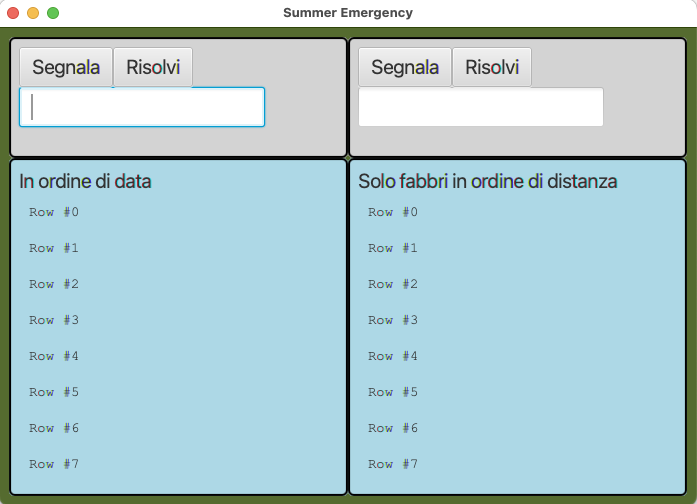 Summer Emergency
Segnala Risolvi
Segnala Risolvi
In ordine di data
Row #0
Row #1
Row #2
Row #3
Row #4
Row #5
Row #6
Row #7
Solo fabbri in ordine di distanza
Row #0
Row #1
Row #2
Row #3
Row #4
Row #5
Row #6
Row #7